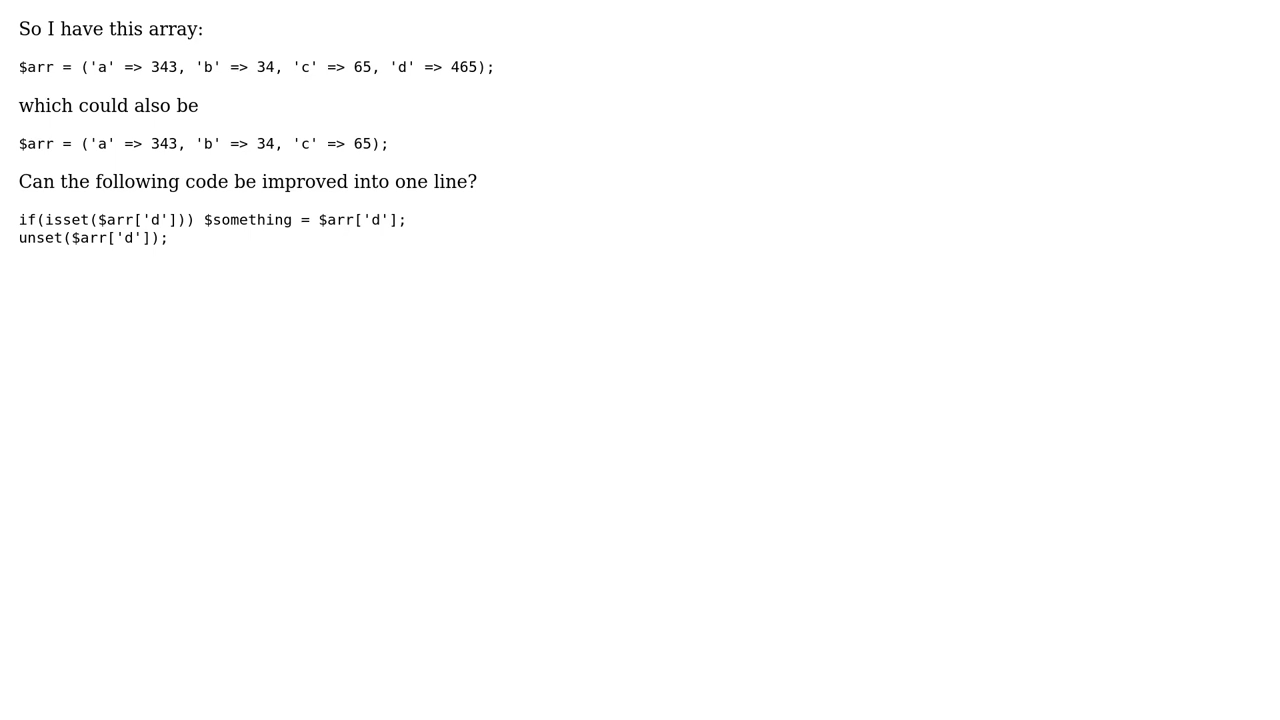 So I have this array:
$arr = ('a' => 343, 'b' => 34, 'c' => 65, 'd' => 465);
which could also be
$arr = ('a' => 343, 'b' => 34, 'c' => 65);
Can the following code be improved into one line?
if(isset($arr['d'])) $something = $arr['d'];
unset($arr['d']);